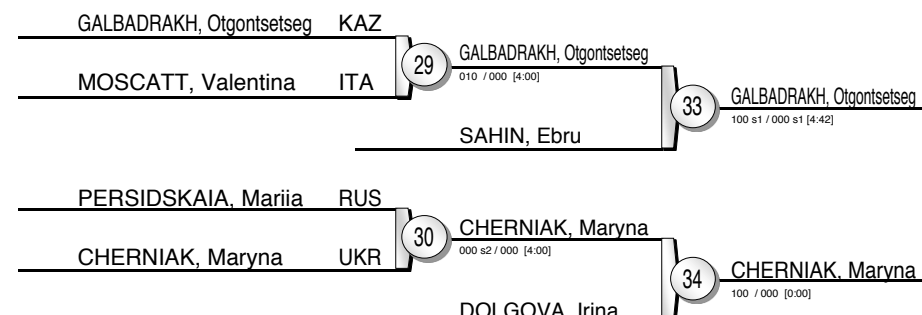 GALBADRAKH, Otgontsetseg KAZ
29
MOSCATT, Valentina ITA
GALBADRAKH, Otgontsetseg
010 / 000 [4:00]
33
SAHIN, Ebru
GALBADRAKH, Otgontsetseg
100 s1 / 000 s1 [4:42]
PERSIDSKAIA, Mariia RUS
30
CHERNIAK, Maryna UKR
CHERNIAK, Maryna
000 s2 / 000 [4:00]
34
DOLGOVA, Irina
CHERNIAK, Maryna
100 / 000 [0:00]